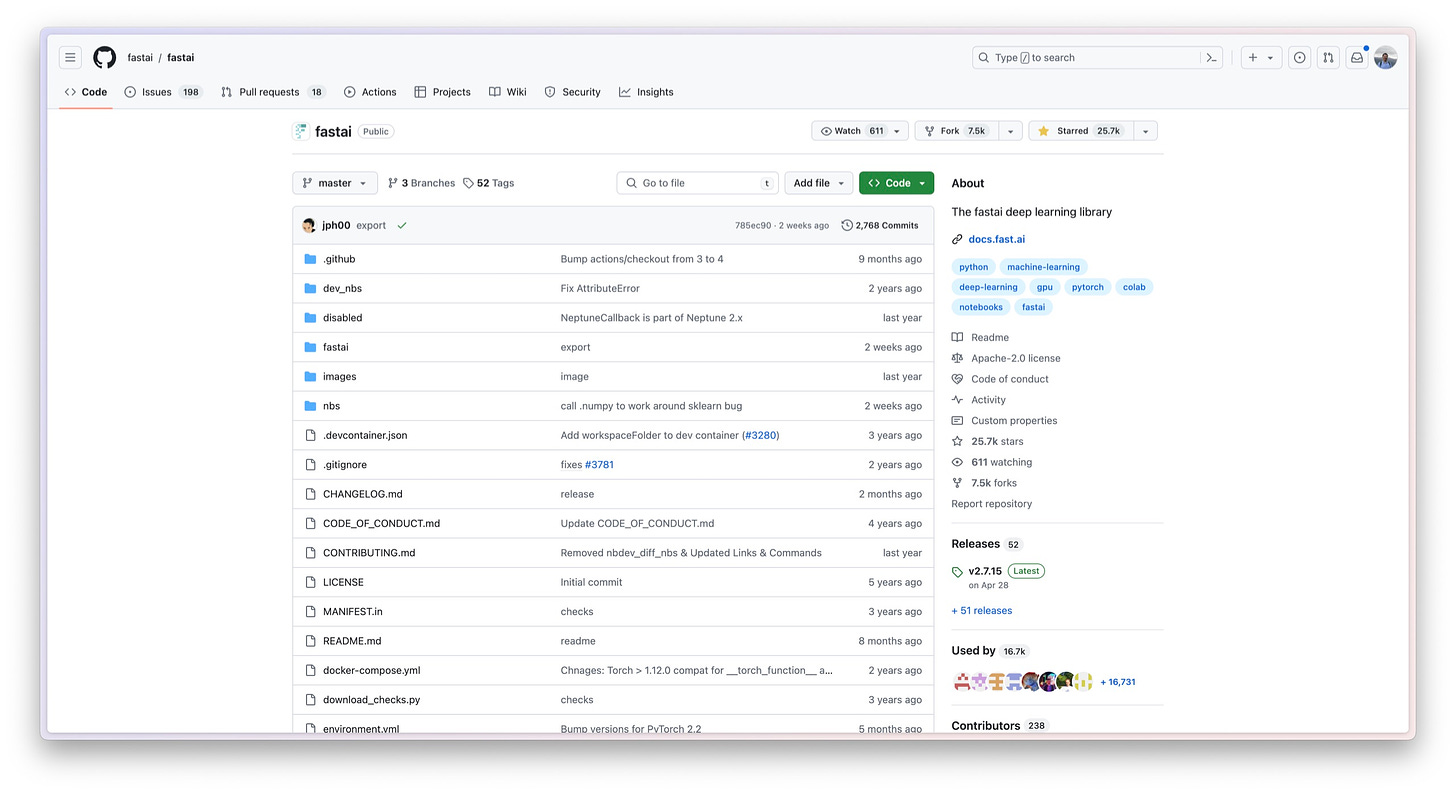 fastai / fastai
Type / to search
Code Issues 198 Pull requests 18 Actions Projects Wiki Security Insights
fastai Public
Watch 611 Fork 7.5k Starred 25.7k
master 3 Branches 52 Tags Go to file t Add file Code
jph00 export 785ec90 · 2 weeks ago 2,768 Commits
.github Bump actions/checkout from 3 to 4 9 months ago
dev_nbs Fix AttributeError 2 years ago
disabled NeptuneCallback is part of Neptune 2.x last year
fastai export 2 weeks ago
images image last year
nbs call .numpy to work around sklearn bug 2 weeks ago
.devcontainer.json Add workspaceFolder to dev container (#3280) 3 years ago
.gitignore fixes #3781 2 years ago
CHANGELOG.md release 2 months ago
CODE_OF_CONDUCT.md Update CODE_OF_CONDUCT.md 4 years ago
CONTRIBUTING.md Removed nbdev_diff_nbs & Updated Links & Commands last year
LICENSE Initial commit 5 years ago
MANIFEST.in checks 3 years ago
README.md readme 8 months ago
docker-compose.yml Chnages: Torch > 1.12.0 compat for __torch_function__ a... 2 years ago
download_checks.py checks 3 years ago
environment.yml Bump versions for PyTorch 2.2 5 months ago
About
The fastai deep learning library
docs.fast.ai
python machine-learning
deep-learning gpu pytorch colab
notebooks fastai
Readme
Apache-2.0 license
Code of conduct
Activity
Custom properties
25.7k stars
611 watching
7.5k forks
Report repository
Releases 52
v2.7.15 Latest
on Apr 28
+ 51 releases
Used by 16.7k
+ 16,731
Contributors 238